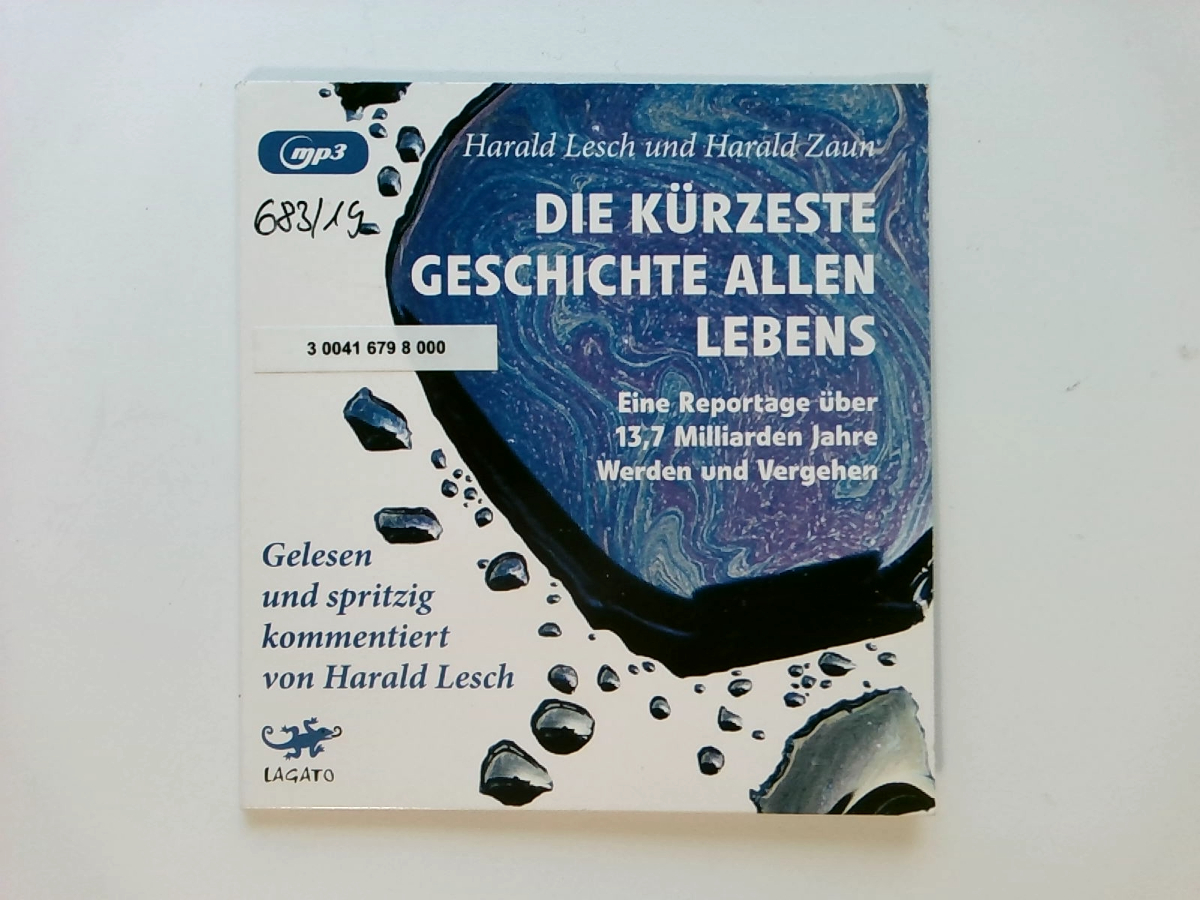 mp3
Harald Lesch und Harald Zaun
683/19
DIE KÜRZESTE
GESCHICHTE ALLEN
LEBENS
3 0041 679 8 000
Eine Reportage über
13,7 Milliarden Jahre
Werden und Vergehen
Gelesen
und spritzig
kommentiert
von Harald Lesch
LAGATO